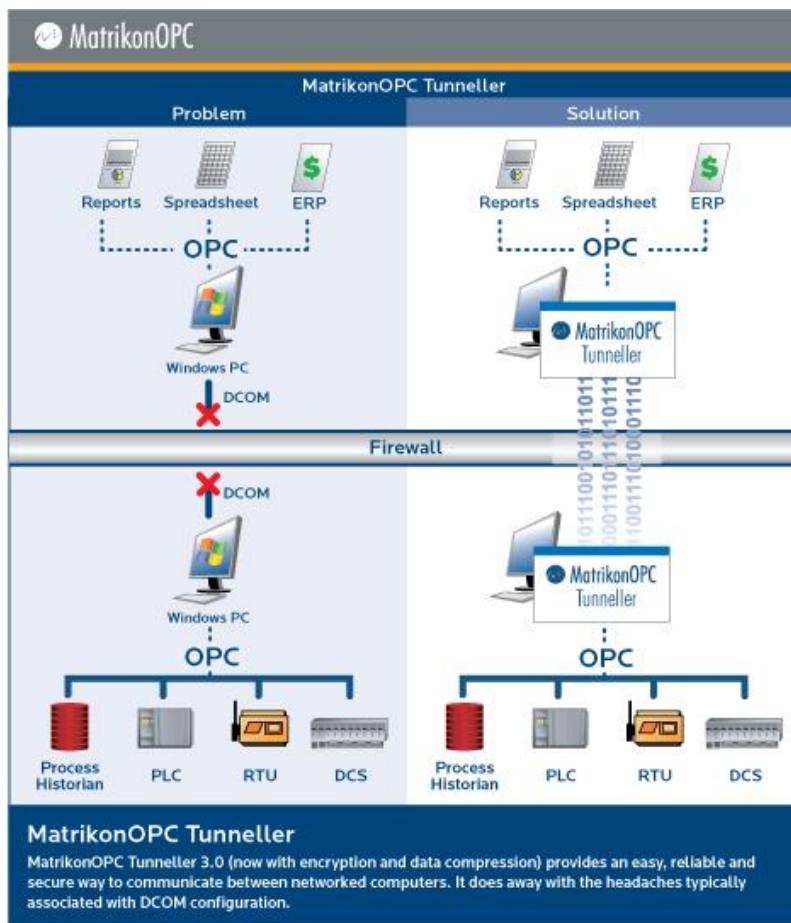 MatrikonOPC
MatrikonOPC Tunneller
Problem
Solution
Reports Spreadsheet ERP
OPC
Windows PC
DCOM
Reports Spreadsheet ERP
OPC
MatrikonOPC
Tunneller
Firewall
DCOM
Windows PC
OPC
Process
Historian
PLC
RTU
DCS
MatrikonOPC
Tunneller
OPC
Process
Historian
PLC
RTU
DCS
MatrikonOPC Tunneller
MatrikonOPC Tunneller 3.0 (now with encryption and data compression) provides an easy, reliable and
secure way to communicate between networked computers. It does away with the headaches typically
associated with DCOM configuration.